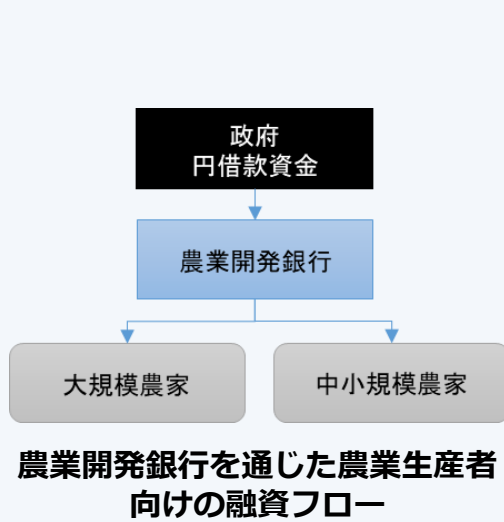 政府
円借款資金
農業開発銀行
大規模農家
中小規模農家
農業開発銀行を通じた農業生産者
向けの融資フロー